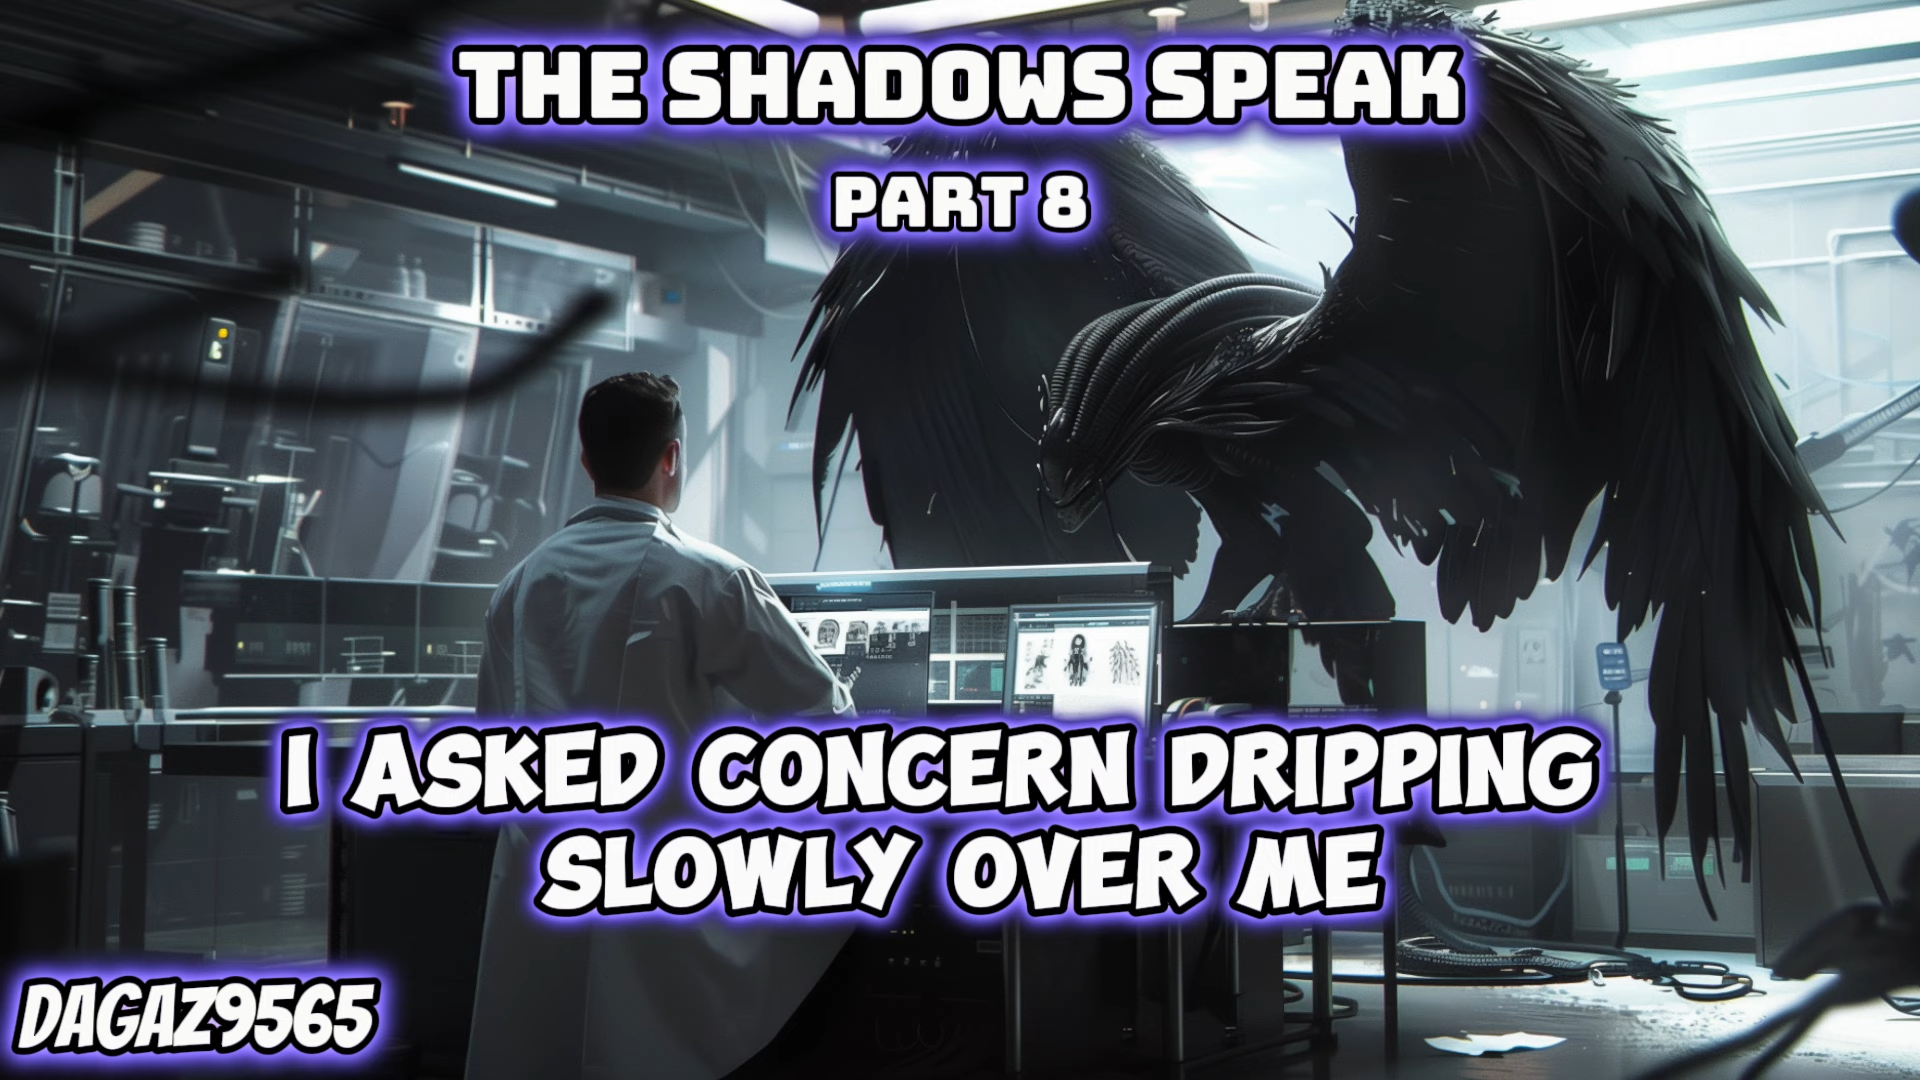 THE SHADOWS SPEAK
PART 8
I ASKED CONCERN DRIPPING
SLOWLY OVER ME
DAGAZ9565